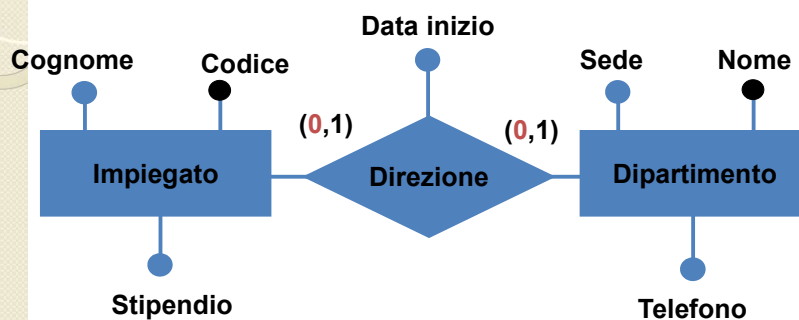 Data inizio
Cognome Codice Sede Nome
(0,1) (0,1)
Impiegato Direzione Dipartimento
Stipendio Telefono